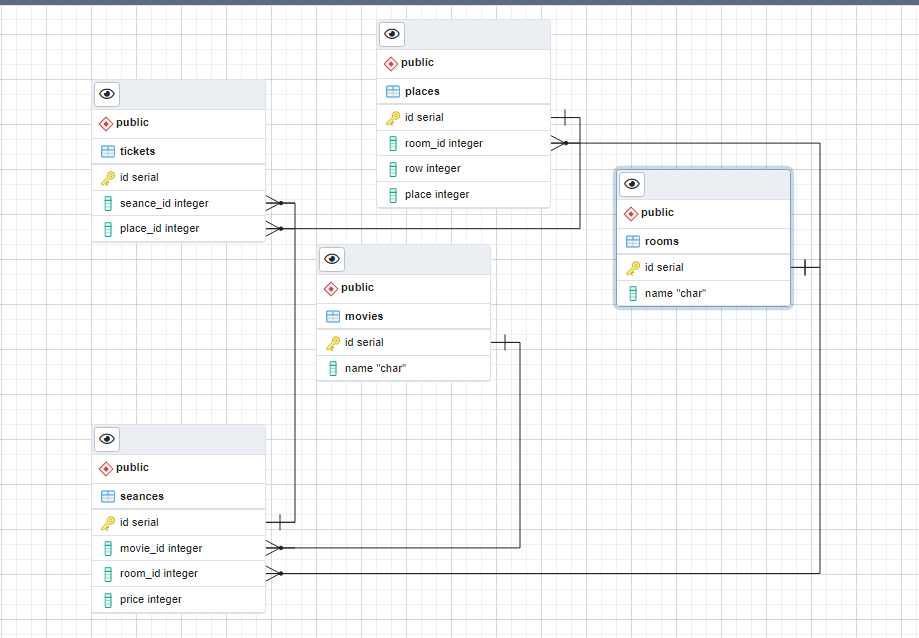 public
places
id serial
room_id integer
row integer
place integer
public
tickets
id serial
seance_id integer
place_id integer
public
rooms
id serial
name "char"
public
movies
id serial
name "char"
public
seances
id serial
movie_id integer
room_id integer
price integer